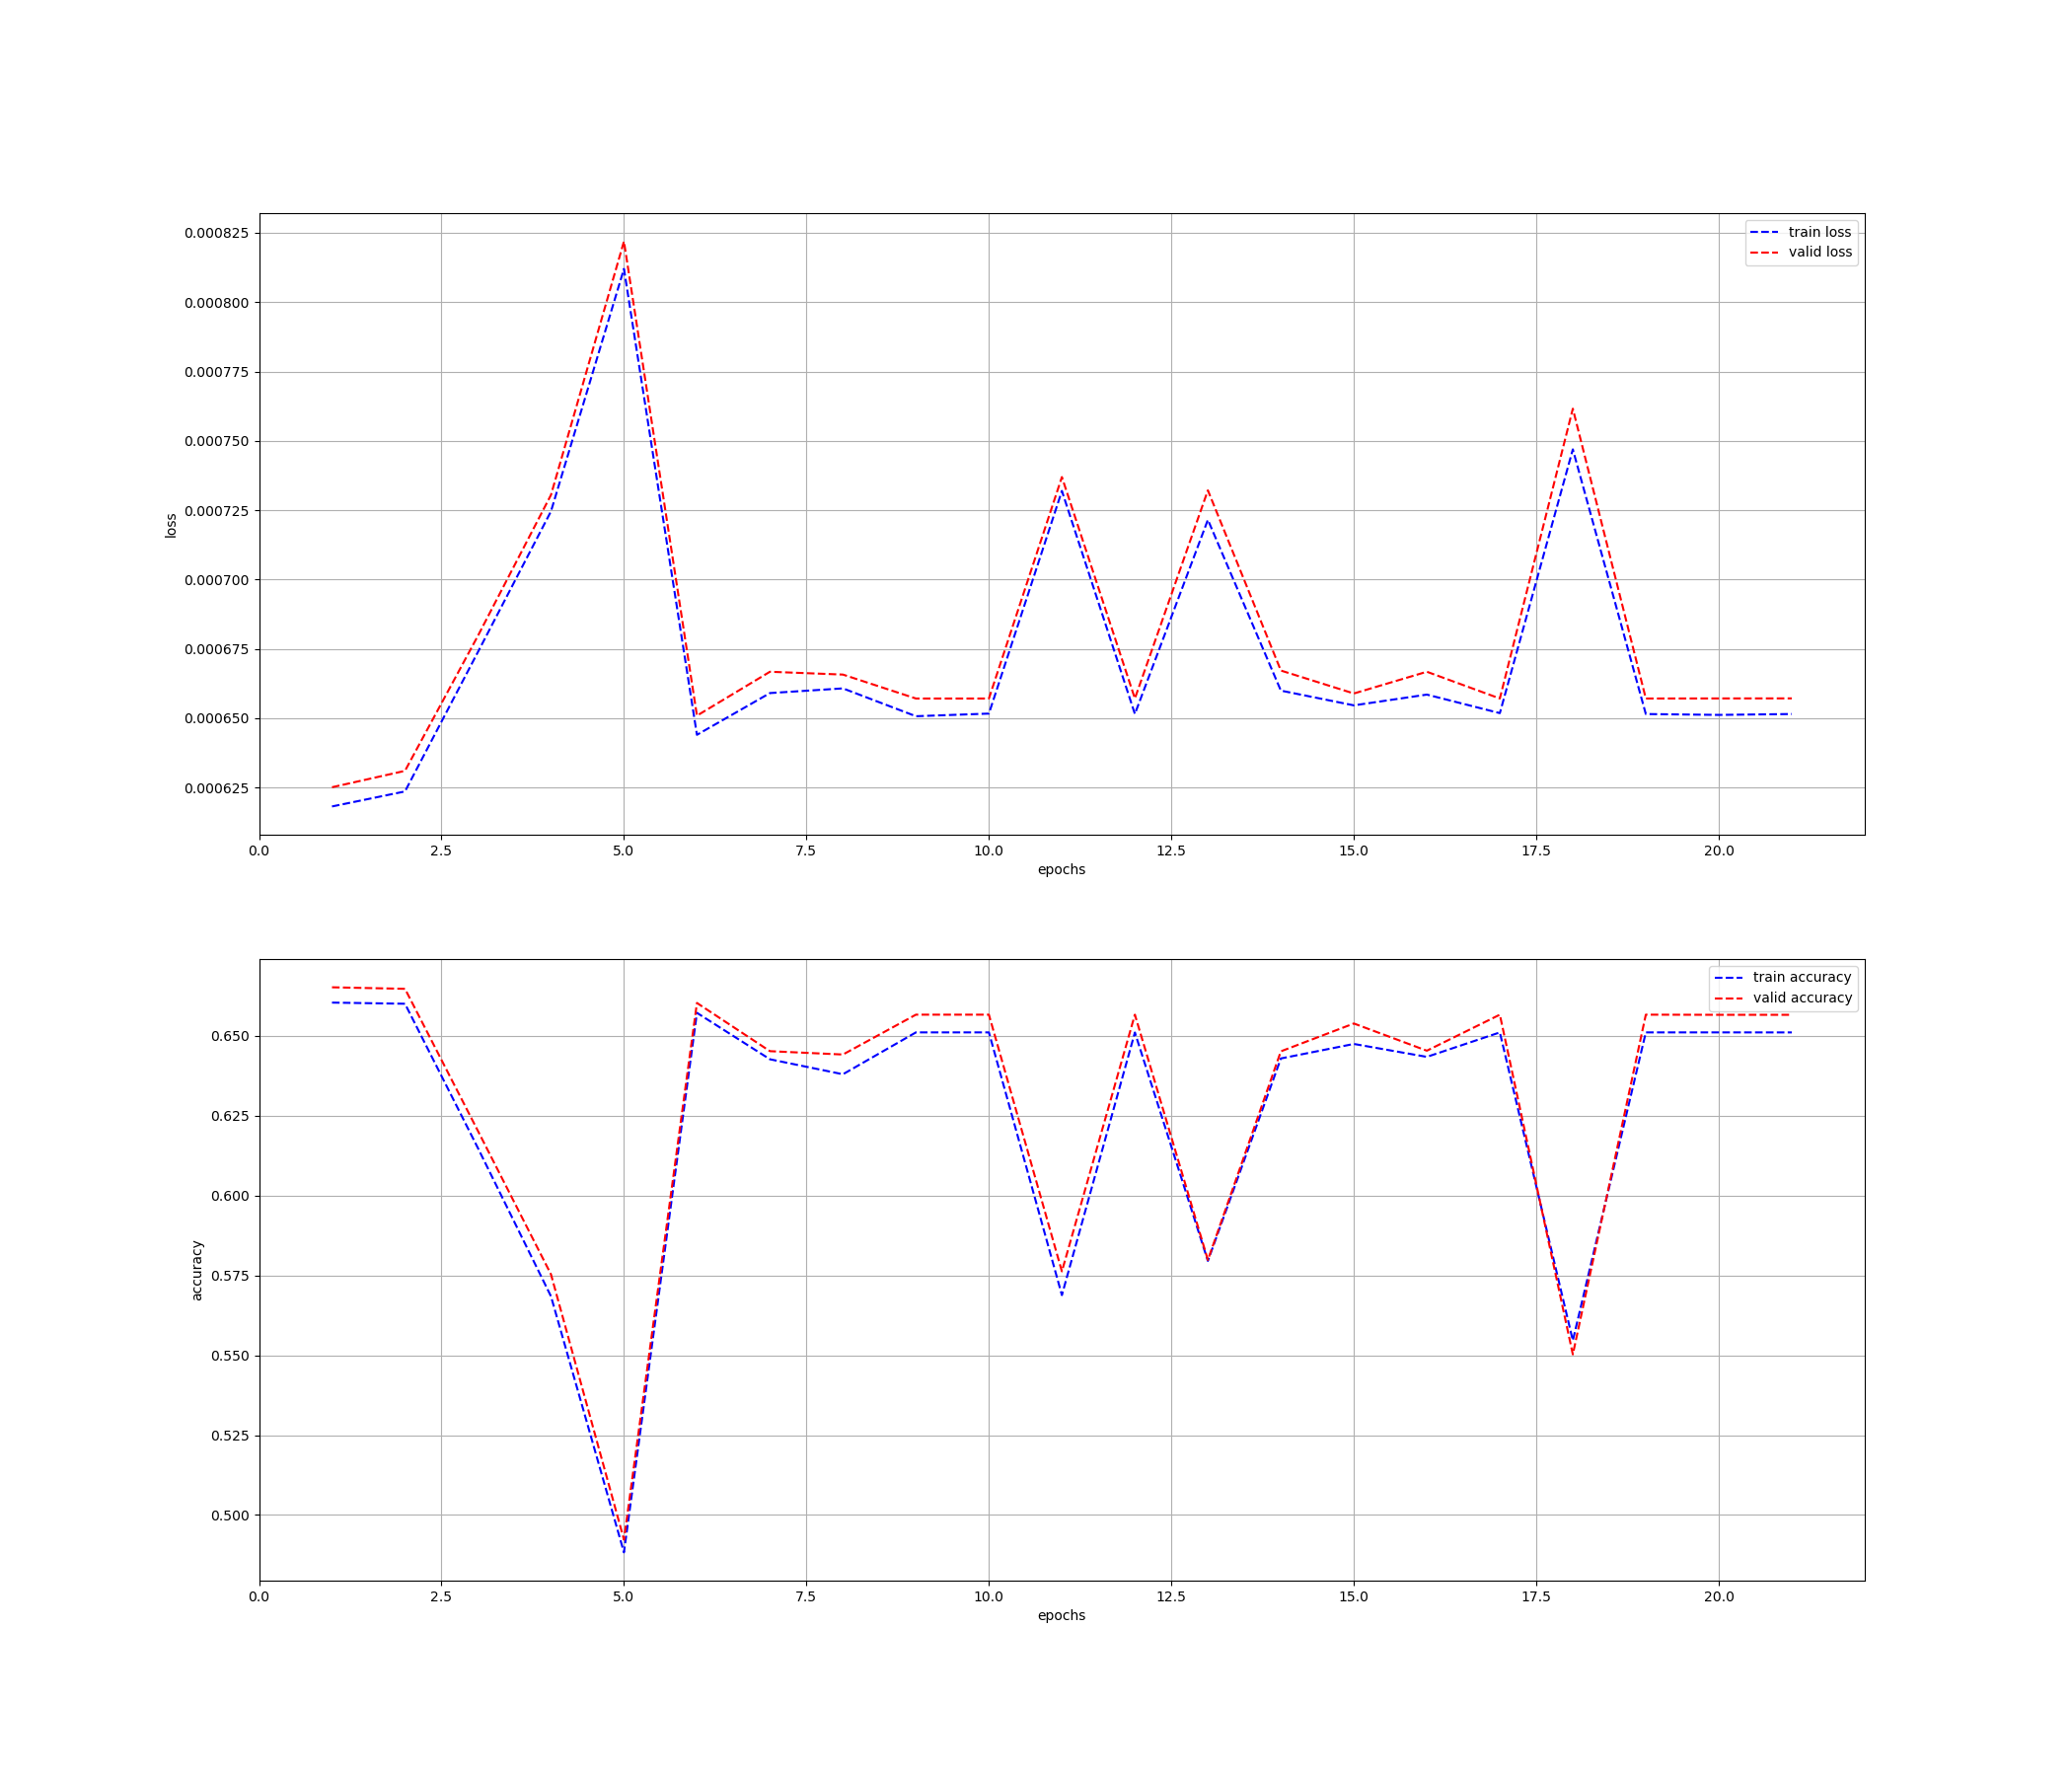 0.000825
0.000800
0.000775
0.000750
0.000725
0.000700
0.000675
0.000650
0.000625
loss
train loss
valid loss
0.0 2.5 5.0 7.5 10.0 12.5 15.0 17.5 20.0
epochs
0.650
0.625
0.600
0.575
0.550
0.525
0.500
accuracy
train accuracy
valid accuracy
0.0 2.5 5.0 7.5 10.0 12.5 15.0 17.5 20.0
epochs